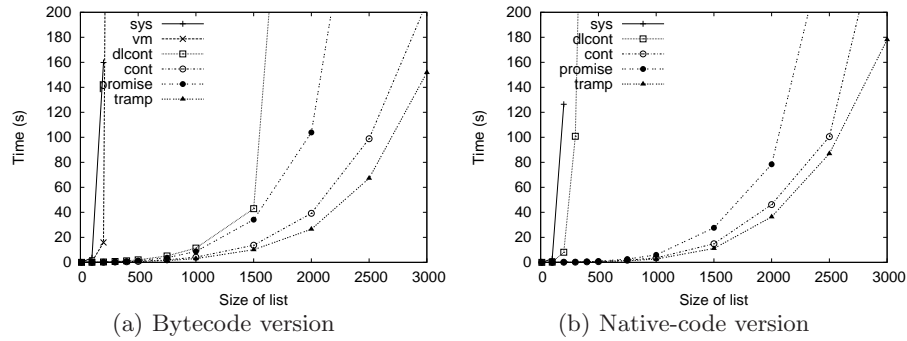 200
180
160
140
120
100
80
60
40
20
0
Time (s)
sys
vm
dlcont
cont
promise
tramp
0 500 1000 1500 2000 2500 3000
Size of list
(a) Bytecode version
200
180
160
140
120
100
80
60
40
20
0
Time (s)
sys
dlcont
cont
promise
tramp
0 500 1000 1500 2000 2500 3000
Size of list
(b) Native-code version